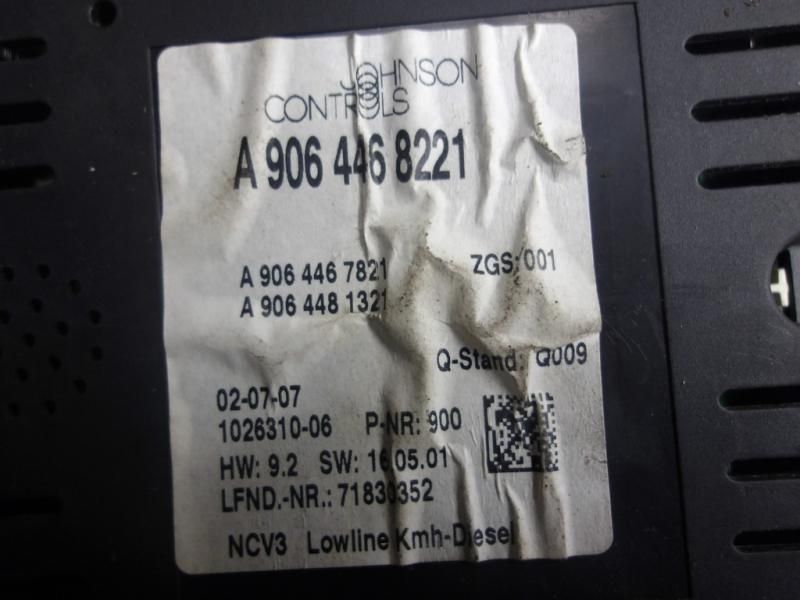 JOHNSON
CONTROLS
A 906 446 8221
A 906 446 7821 ZGS: 001
A 906 448 1321
Q-Stand: Q009
02-07-07
1026310-06 P-NR: 900
HW: 9.2 SW: 16.05.01
LFND.-NR.: 71830352
NCV3 Lowline Kmh-Diesel